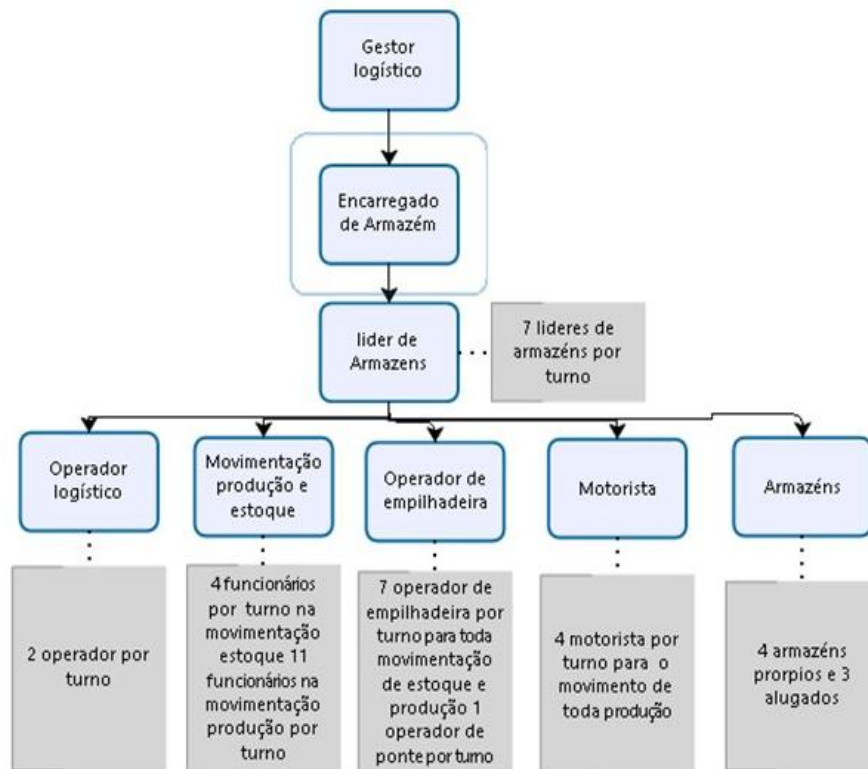 Gestor
logístico
Encarregado
de Armazém
lider de
Armazens
7 lideres de
armazéns por
turno
Operador
logístico
Movimentação
produção e
estoque
Operador de
empilhadeira
Motorista
Armazéns
2 operador por
turno
4 funcionários
por turno na
movimentação
estoque 11
funcionários na
movimentação
produção por
turno
7 operador de
empilhadeira por
turno para toda
movimentação
de estoque e
produção 1
operador de
ponte por turno
4 motorista por
turno para o
movimento de
toda produção
4 armazéns
prorpios e 3
alugados